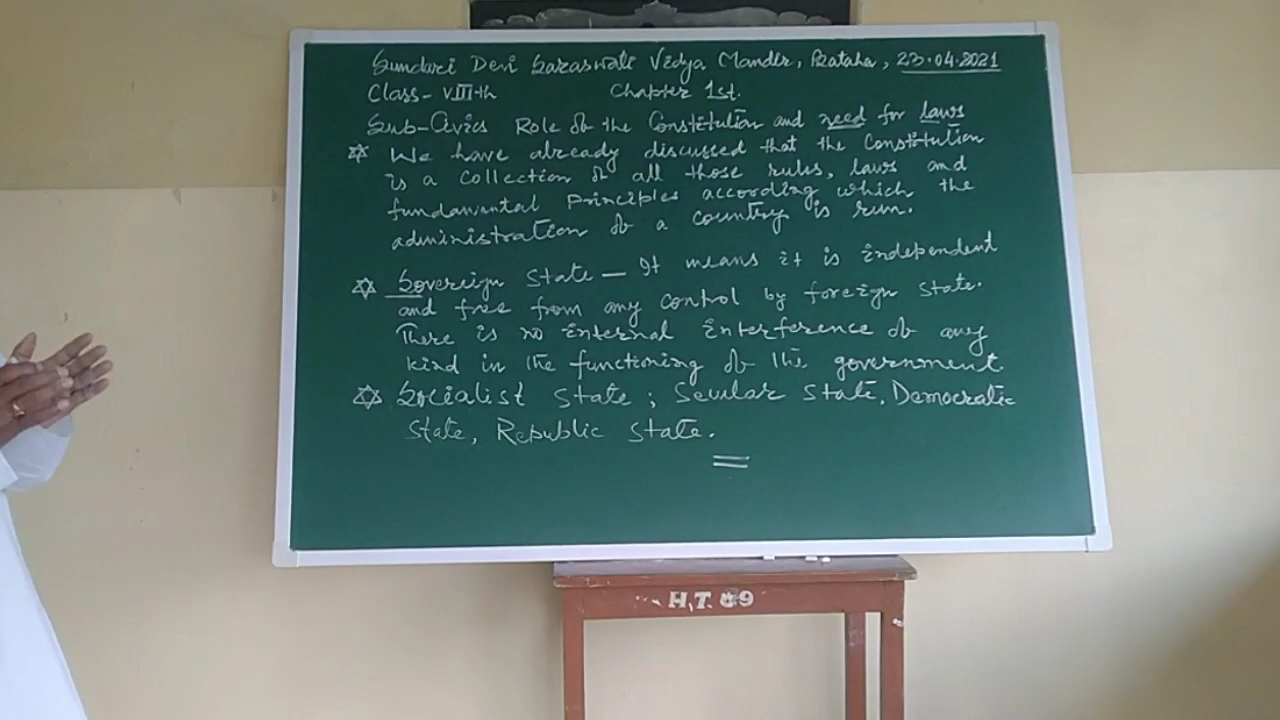 Sundari Devi Saraswati Vidya Mandir, Bataha, 23.04.2021
Class- VIIIth Chapter 1st.
Sub-Civics Role of the Constitution and need for laws
We have already discussed that the Constitution
is a collection of all those rules, laws and
fundamental Principles according which the
administration of a country is run.
Sovereign State — It means it is independent
and free from any control by foreign state.
There is no internal interference of any
kind in the functioning of the government
Socialist State ; Secular State, Democratic
State, Republic State.
H.T. 09